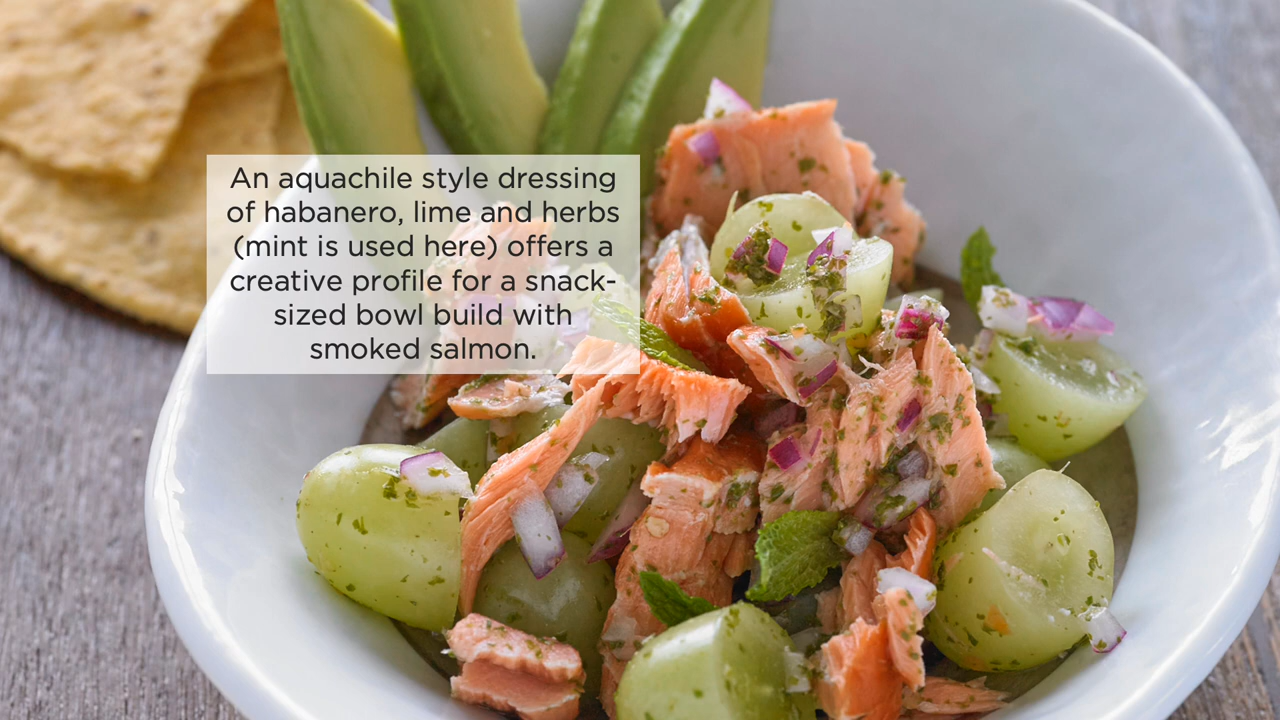 An aquachile style dressing
of habanero, lime and herbs
(mint is used here) offers a
creative profile for a snack-
sized bowl build with
smoked salmon.